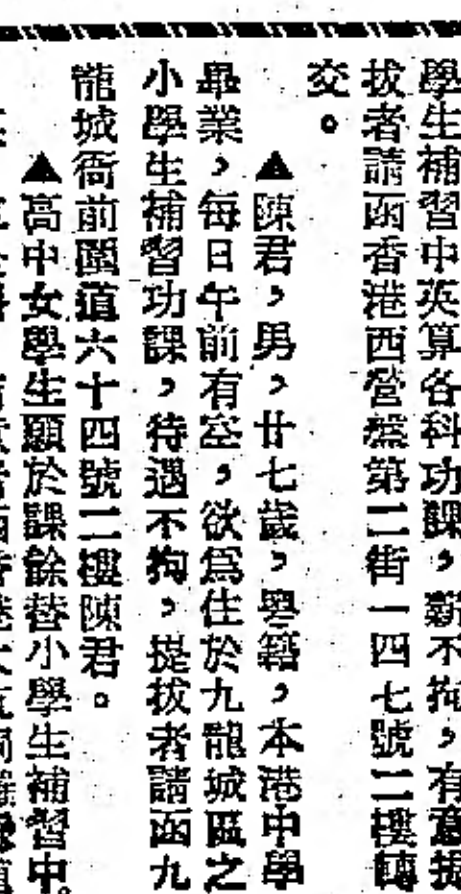 學生補習中英算各科功課，薪不拘，有意提
拔者請函香港西營盤第二街一四七號二樓轉
交。
▲陳君，男，廿七歲，粵籍，本港中學
畢業，每日午前有空，欲爲住於九龍城區之
小學生補習功課，待遇不拘，提拔者請函九
龍城衙前圍道六十四號二樓陳君。
▲高中女學生願於課餘替小學生補習中